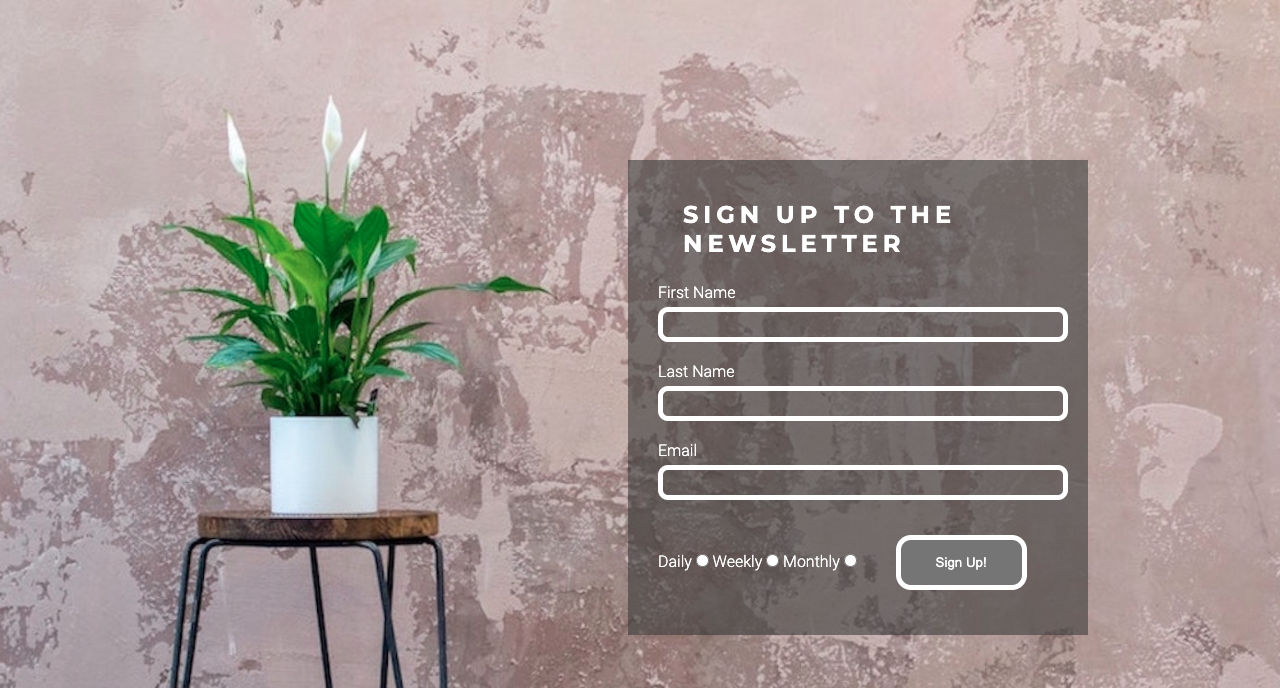 SIGN UP TO THE
NEWSLETTER
First Name
Last Name
Email
Daily Weekly Monthly Sign Up!